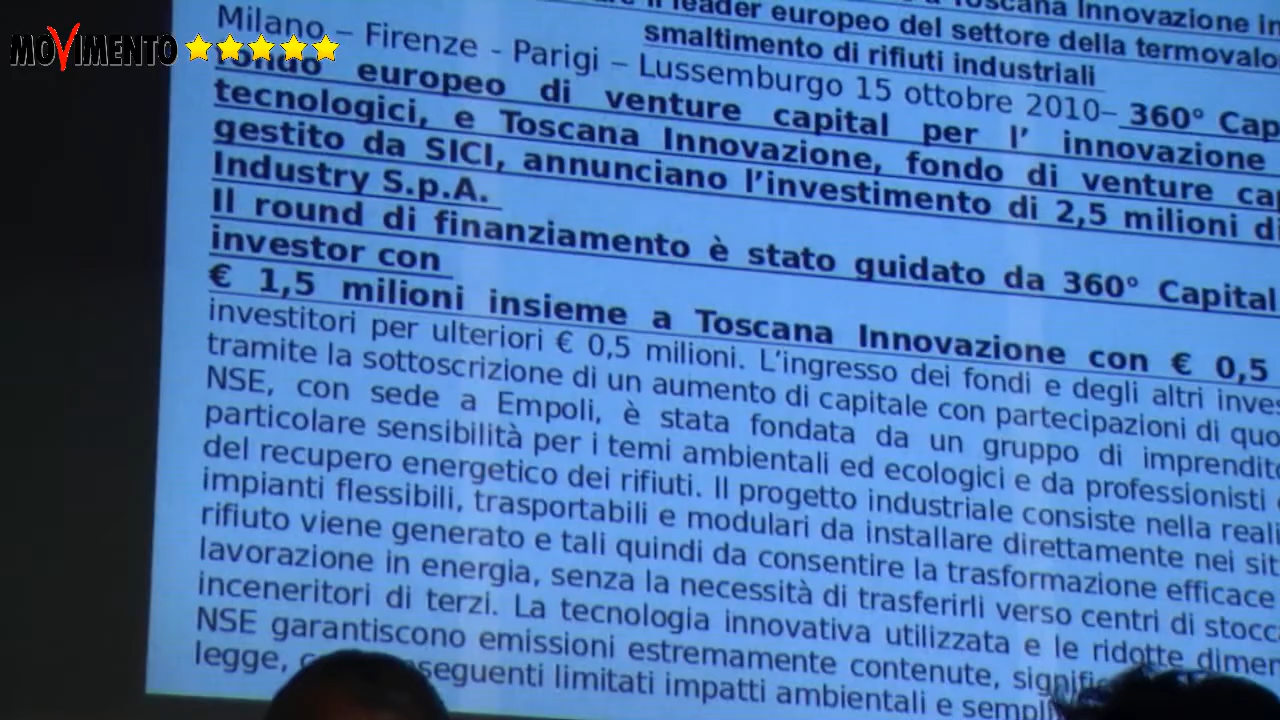 MOVIMENTO
leader europeo del settore della termovalo
smaltimento di rifiuti industriali
Milano – Firenze - Parigi – Lussemburgo 15 ottobre 2010– 360° Cap
fondo europeo di venture capital per l’ innovazione
tecnologici, e Toscana Innovazione, fondo di venture ca
gestito da SICI, annunciano l’investimento di 2,5 milioni di
Industry S.p.A.
Il round di finanziamento è stato guidato da 360° Capital
investor con
€ 1,5 milioni insieme a Toscana Innovazione con € 0,5
investitori per ulteriori € 0,5 milioni. L’ingresso dei fondi e degli altri inves
tramite la sottoscrizione di un aumento di capitale con partecipazioni di quo
NSE, con sede a Empoli, è stata fondata da un gruppo di imprendito
particolare sensibilità per i temi ambientali ed ecologici e da professionisti
del recupero energetico dei rifiuti. Il progetto industriale consiste nella reali
impianti flessibili, trasportabili e modulari da installare direttamente nei sit
rifiuto viene generato e tali quindi da consentire la trasformazione efficace
lavorazione in energia, senza la necessità di trasferirli verso centri di stocc
inceneritori di terzi. La tecnologia innovativa utilizzata e le ridotte dimen
NSE garantiscono emissioni estremamente contenute, signific
legge, seguenti limitati impatti ambientali e sempli